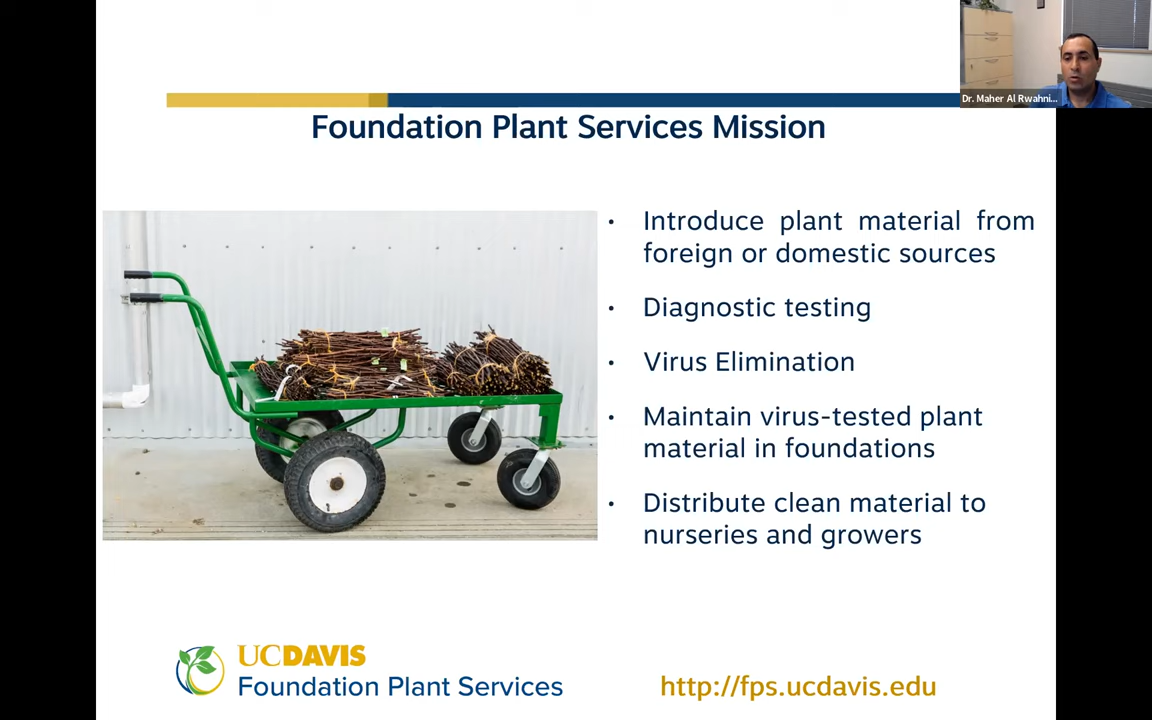 Dr. Maher Al Rwahni...
Foundation Plant Services Mission
• Introduce plant material from
foreign or domestic sources
• Diagnostic testing
• Virus Elimination
• Maintain virus-tested plant
material in foundations
• Distribute clean material to
nurseries and growers
UCDAVIS
Foundation Plant Services
http://fps.ucdavis.edu